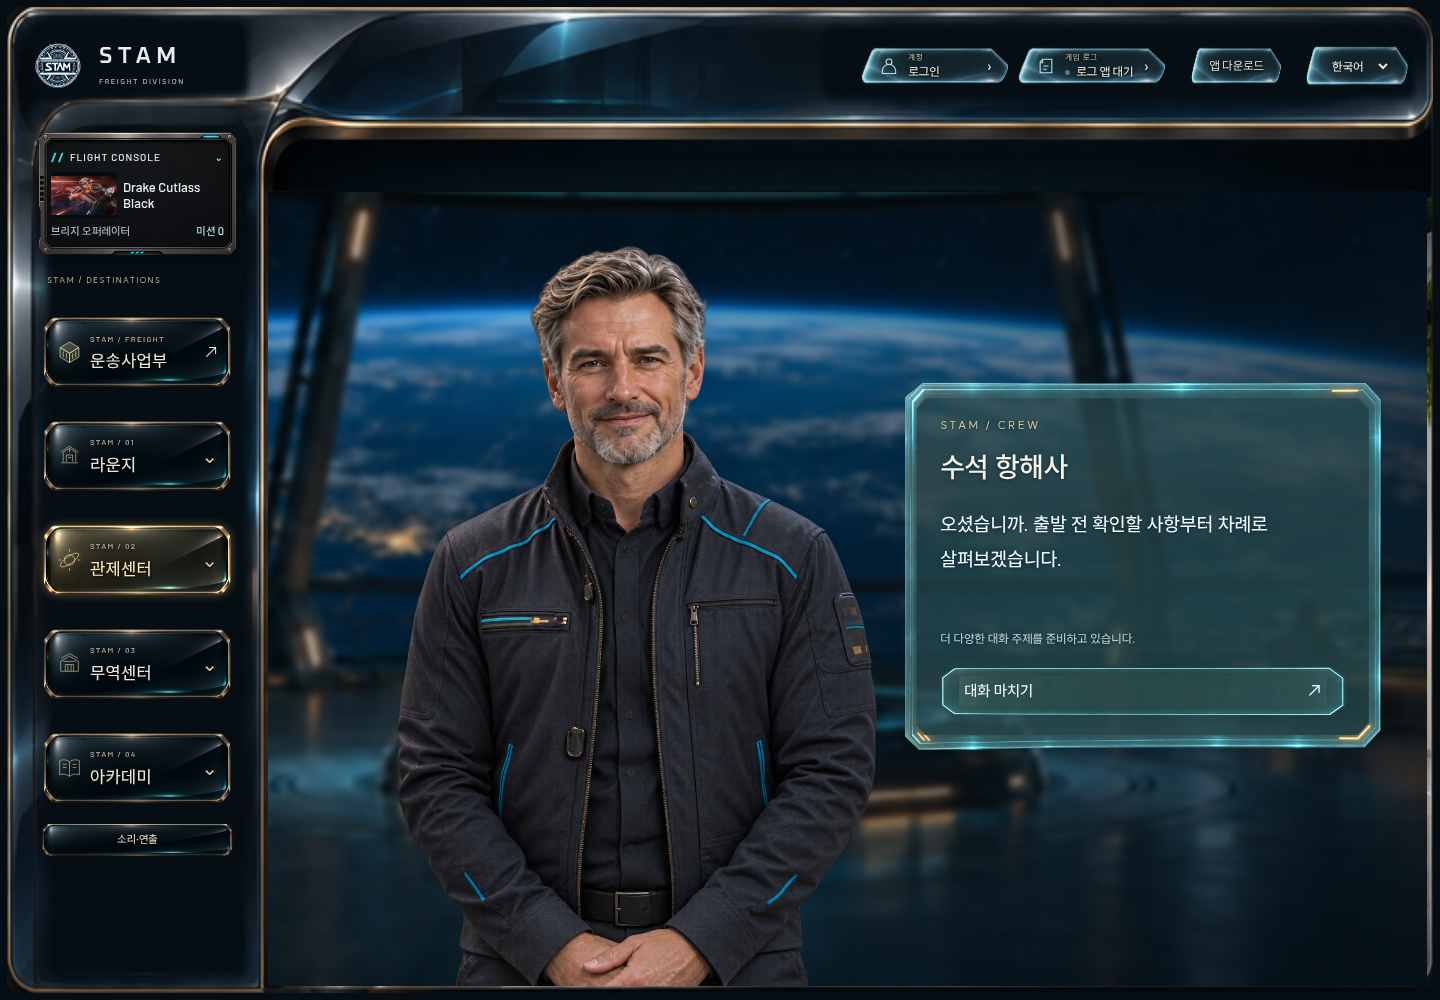 STAM
STAM
FREIGHT DIVISION
계정
로그인
게임 로그
로그 앱 대기
앱 다운로드
한국어
// FLIGHT CONSOLE
Drake Cutlass
Black
브리지 오퍼레이터
미션 0
STAM / DESTINATIONS
STAM / FREIGHT
운송사업부
STAM / 01
라운지
STAM / 02
관제센터
STAM / 03
무역센터
STAM / 04
아카데미
소리·연출
STAM / CREW
수석 항해사
오셨습니까. 출발 전 확인할 사항부터 차례로
살펴보겠습니다.
더 다양한 대화 주제를 준비하고 있습니다.
대화 마치기